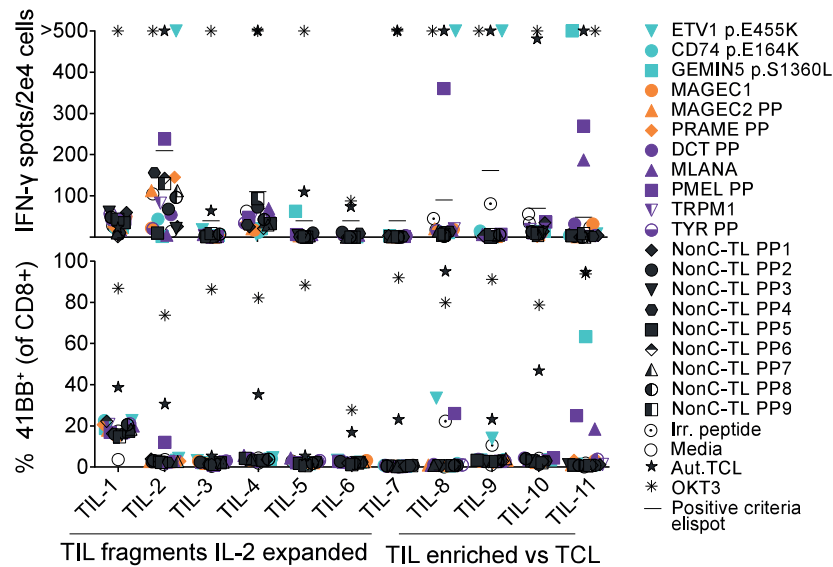 >500
400
300
200
100
IFN-γ spots/2e4 cells
100
80
60
40
20
0
% 41BB⁺ (of CD8+)
TIL-1
TIL-2
TIL-3
TIL-4
TIL-5
TIL-6
TIL-7
TIL-8
TIL-9
TIL-10
TIL-11
TIL fragments IL-2 expanded
TIL enriched vs TCL
ETV1 p.E455K
CD74 p.E164K
GEMIN5 p.S1360L
MAGEC1
MAGEC2 PP
PRAME PP
DCT PP
MLANA
PMEL PP
TRPM1
TYR PP
NonC-TL PP1
NonC-TL PP2
NonC-TL PP3
NonC-TL PP4
NonC-TL PP5
NonC-TL PP6
NonC-TL PP7
NonC-TL PP8
NonC-TL PP9
Irr. peptide
Media
Aut.TCL
OKT3
Positive criteria
elispot